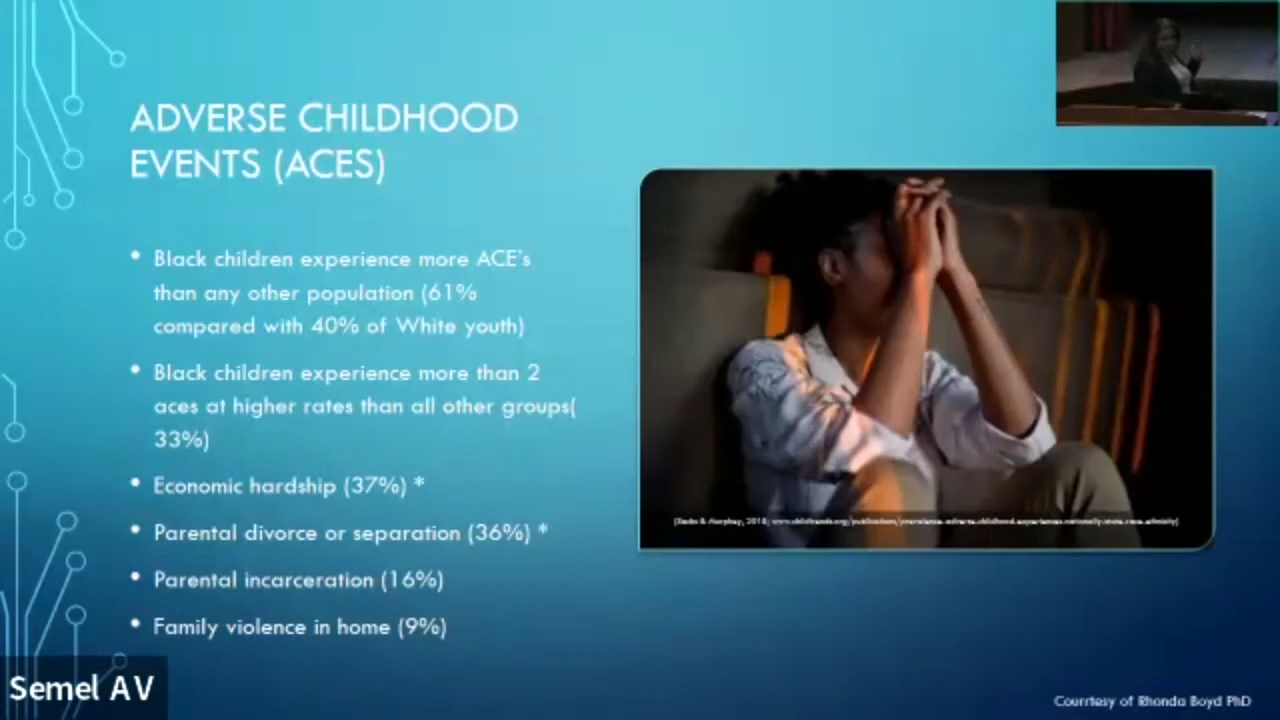 ADVERSE CHILDHOOD
EVENTS (ACES)
• Black children experience more ACE's
than any other population (61%
compared with 40% of White youth)
• Black children experience more than 2
aces at higher rates than all other groups(
33%)
• Economic hardship (37%) *
• Parental divorce or separation (36%) *
• Parental incarceration (16%)
• Family violence in home (9%)
Semel AV
Courtesy of Rhonda Boyd PhD